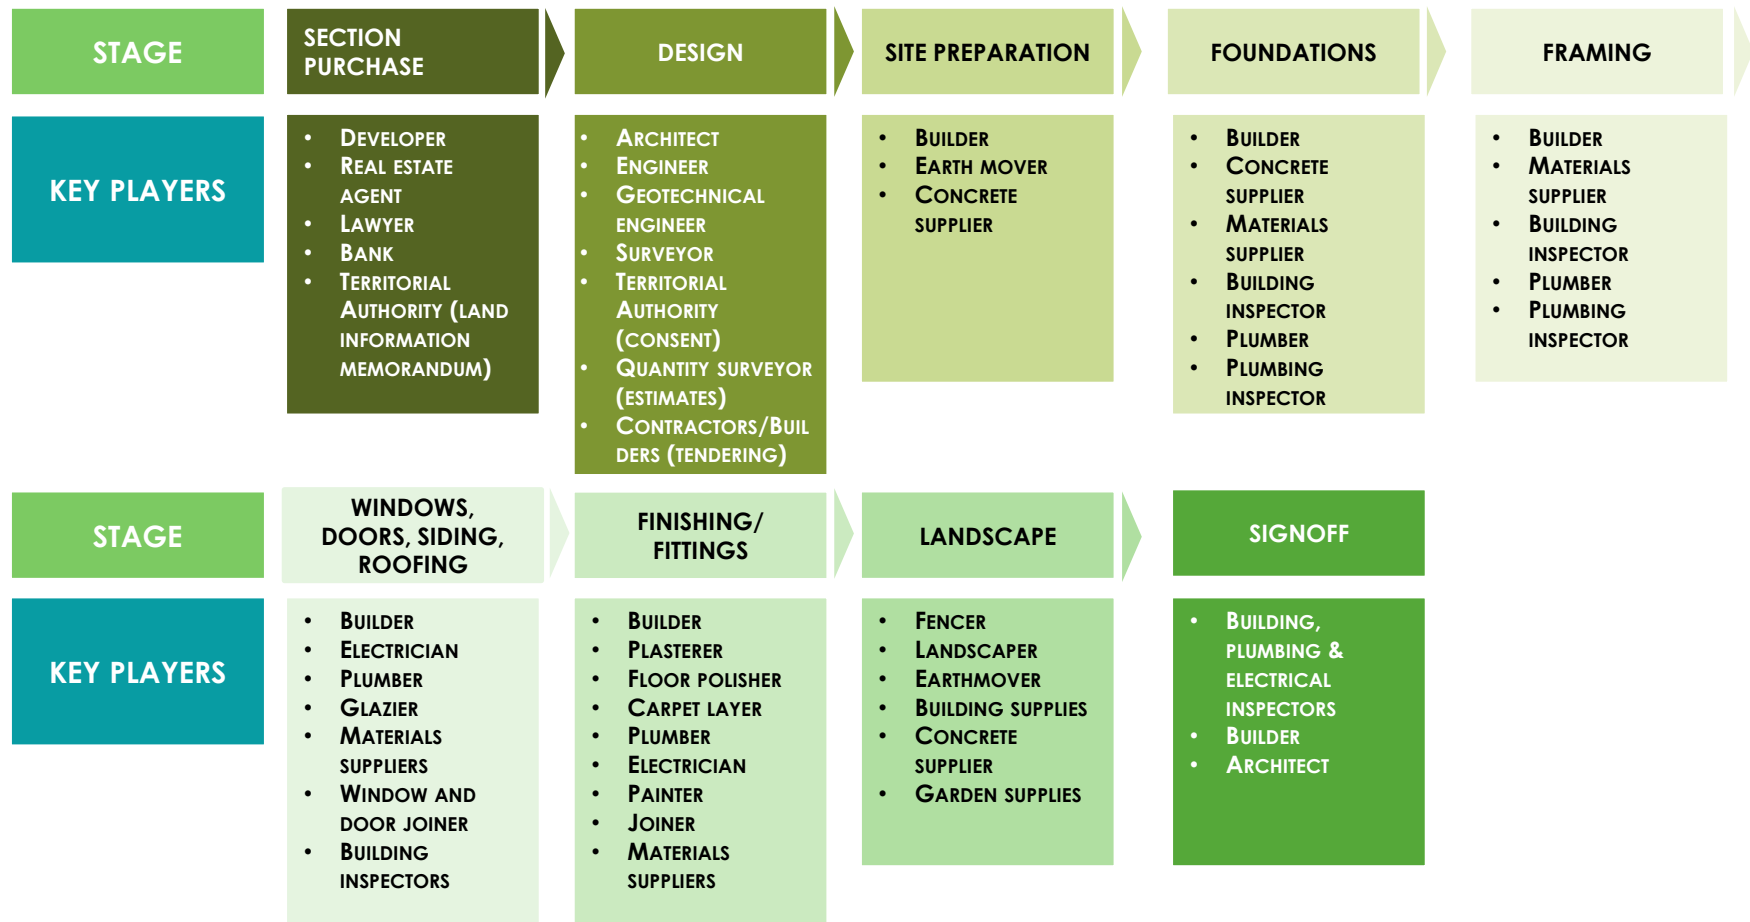 STAGE
SECTION
PURCHASE
DESIGN
SITE PREPARATION
FOUNDATIONS
FRAMING
KEY PLAYERS
• DEVELOPER
• REAL ESTATE
AGENT
• LAWYER
• BANK
• TERRITORIAL
AUTHORITY (LAND
INFORMATION
MEMORANDUM)
• ARCHITECT
• ENGINEER
• GEOTECHNICAL
ENGINEER
• SURVEYOR
• TERRITORIAL
AUTHORITY
(CONSENT)
• QUANTITY SURVEYOR
(ESTIMATES)
• CONTRACTORS/BUIL
DERS (TENDERING)
• BUILDER
• EARTH MOVER
• CONCRETE
SUPPLIER
• BUILDER
• CONCRETE
SUPPLIER
• MATERIALS
SUPPLIER
• BUILDING
INSPECTOR
• PLUMBER
• PLUMBING
INSPECTOR
• BUILDER
• MATERIALS
SUPPLIER
• BUILDING
INSPECTOR
• PLUMBER
• PLUMBING
INSPECTOR
STAGE
WINDOWS,
DOORS, SIDING,
ROOFING
FINISHING/
FITTINGS
LANDSCAPE
SIGNOFF
KEY PLAYERS
• BUILDER
• ELECTRICIAN
• PLUMBER
• GLAZIER
• MATERIALS
SUPPLIERS
• WINDOW AND
DOOR JOINER
• BUILDING
INSPECTORS
• BUILDER
• PLASTERER
• FLOOR POLISHER
• CARPET LAYER
• PLUMBER
• ELECTRICIAN
• PAINTER
• JOINER
• MATERIALS
SUPPLIERS
• FENCER
• LANDSCAPER
• EARTHMOVER
• BUILDING SUPPLIES
• CONCRETE
SUPPLIER
• GARDEN SUPPLIES
• BUILDING,
PLUMBING &
ELECTRICAL
INSPECTORS
• BUILDER
• ARCHITECT